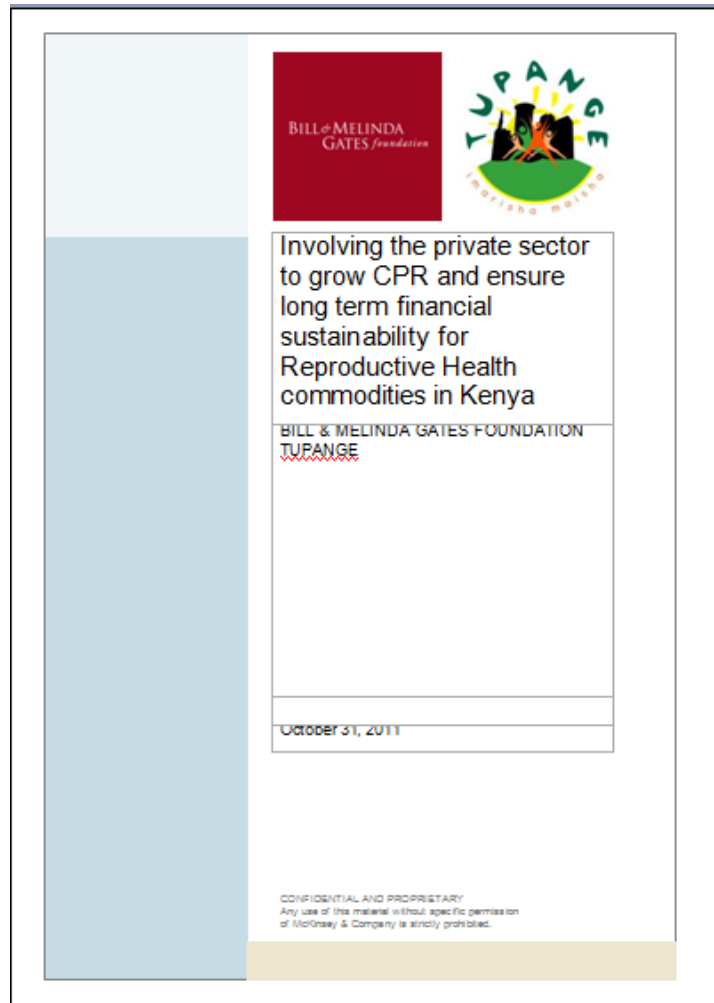 BILL & MELINDA
GATES foundation
TUPANGE
imarisha maisha
Involving the private sector
to grow CPR and ensure
long term financial
sustainability for
Reproductive Health
commodities in Kenya
BILL & MELINDA GATES FOUNDATION
TUPANGE
October 31, 2011
CONFIDENTIAL AND PROPRIETARY
Any use of this material without specific permission
of McKinsey & Company is strictly prohibited.